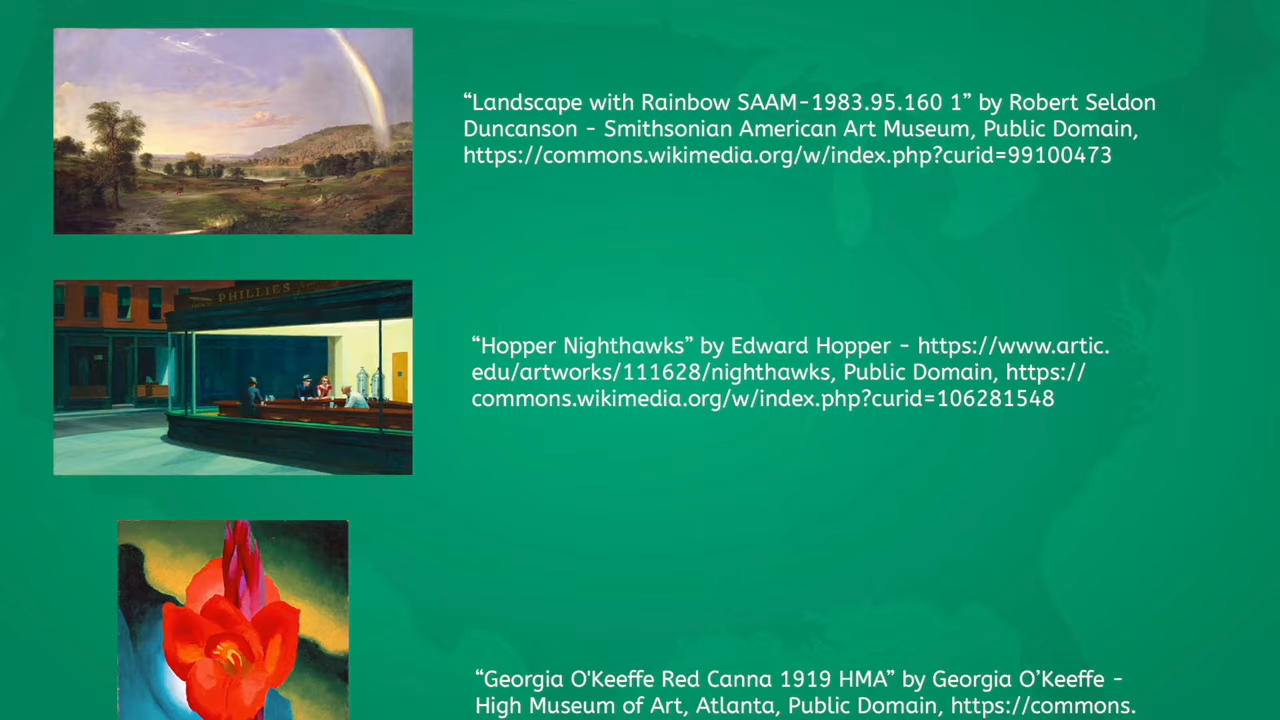 “Landscape with Rainbow SAAM-1983.95.160 1” by Robert Seldon
Duncanson - Smithsonian American Art Museum, Public Domain,
https://commons.wikimedia.org/w/index.php?curid=99100473
PHILLIES
“Hopper Nighthawks” by Edward Hopper - https://www.artic.
edu/artworks/111628/nighthawks, Public Domain, https://
commons.wikimedia.org/w/index.php?curid=106281548
“Georgia O'Keeffe Red Canna 1919 HMA” by Georgia O’Keeffe -
High Museum of Art, Atlanta, Public Domain, https://commons.